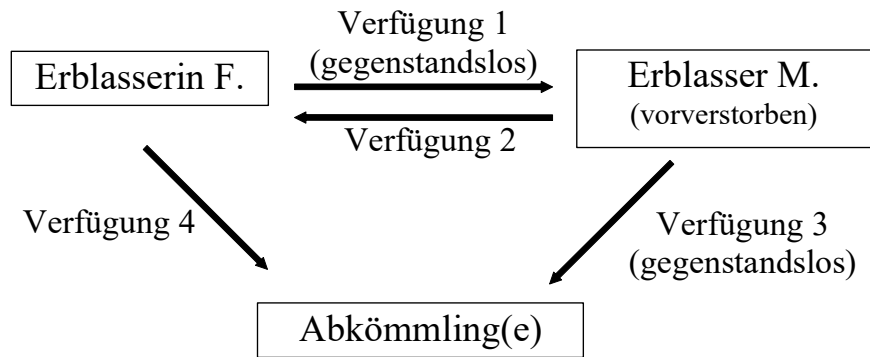 Verfügung 1
(gegenstandslos)
Erblasserin F.
Erblasser M.
(vorverstorben)
Verfügung 2
Verfügung 4
Verfügung 3
(gegenstandslos)
Abkömmling(e)